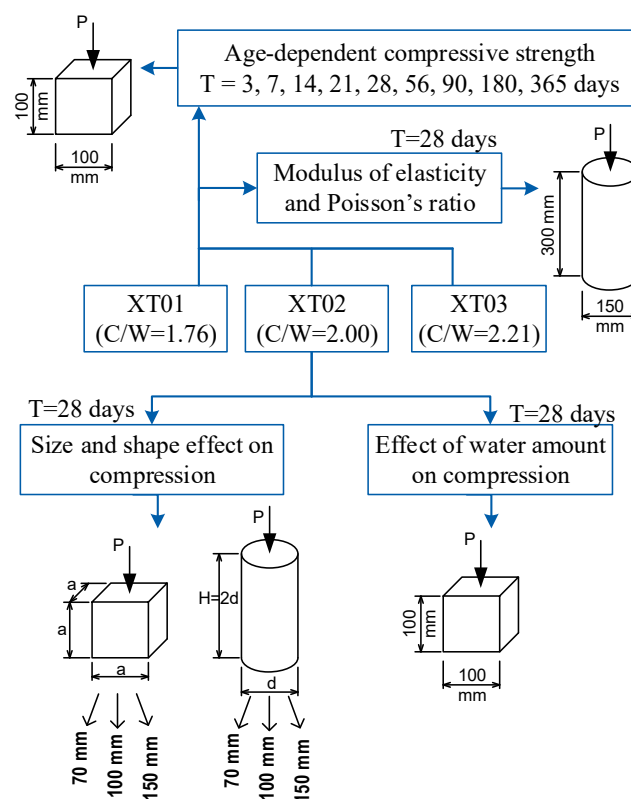 P
Age-dependent compressive strength
T = 3, 7, 14, 21, 28, 56, 90, 180, 365 days
100
mm
100
mm
T=28 days
Modulus of elasticity
and Poisson’s ratio
P
300 mm
150
mm
XT01
(C/W=1.76)
XT02
(C/W=2.00)
XT03
(C/W=2.21)
T=28 days
Size and shape effect on
compression
T=28 days
Effect of water amount
on compression
P
a
a
a
P
H=2d
d
P
100
mm
100
mm
70 mm
100 mm
150 mm
70 mm
100 mm
150 mm